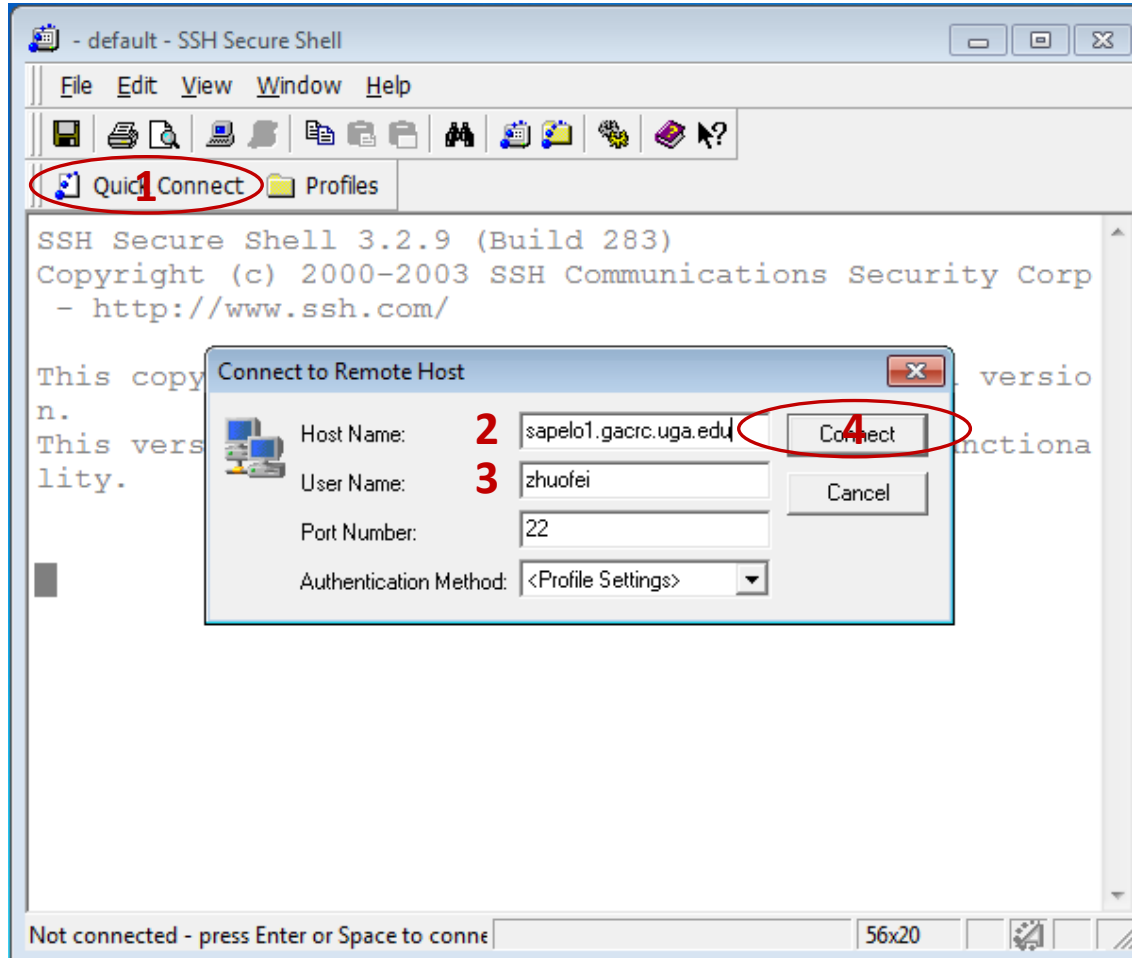 - default - SSH Secure Shell
File Edit View Window Help
1
Quick Connect Profiles
SSH Secure Shell 3.2.9 (Build 283)
Copyright (c) 2000-2003 SSH Communications Security Corp
- http://www.ssh.com/
Connect to Remote Host
This copy versio
n.
Host Name: 2 sapelo1.gacrc.uga.edu 4 Connect
This vers nctiona
lity.
User Name: 3 zhuofei Cancel
Port Number: 22
Authentication Method: <Profile Settings>
Not connected - press Enter or Space to conne 56x20